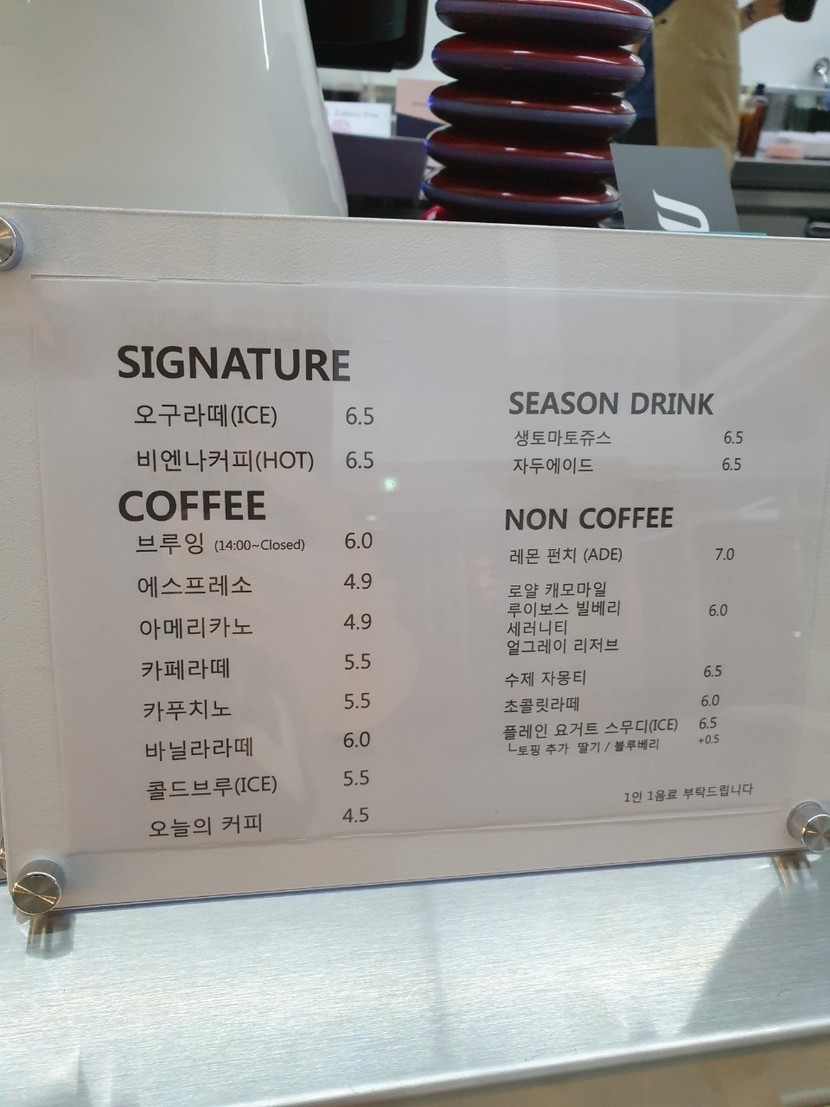 SIGNATURE
오구라떼(ICE) 6.5
비엔나커피(HOT) 6.5
COFFEE
브루잉 (14:00~Closed) 6.0
에스프레소 4.9
아메리카노 4.9
카페라떼 5.5
카푸치노 5.5
바닐라라떼 6.0
콜드브루(ICE) 5.5
오늘의 커피 4.5
SEASON DRINK
생토마토쥬스 6.5
자두에이드 6.5
NON COFFEE
레몬 펀치 (ADE) 7.0
로얄 캐모마일
루이보스 빌베리 6.0
세러니티
얼그레이 리저브
수제 자몽티 6.5
초콜릿라떼 6.0
플레인 요거트 스무디(ICE) 6.5
ㄴ토핑 추가 딸기 / 블루베리 +0.5
1인 1음료 부탁드립니다